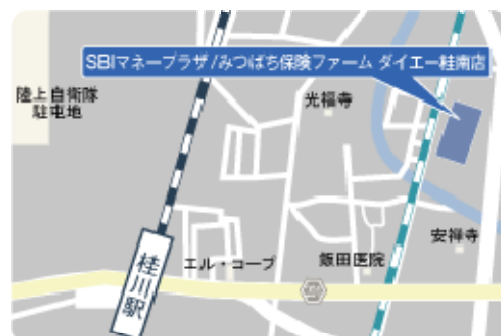 SBIマネープラザ/みつばち保険ファーム ダイエー桂南店
陸上自衛隊
駐屯地
光福寺
安禅寺
桂川駅
エル・コープ
飯田医院